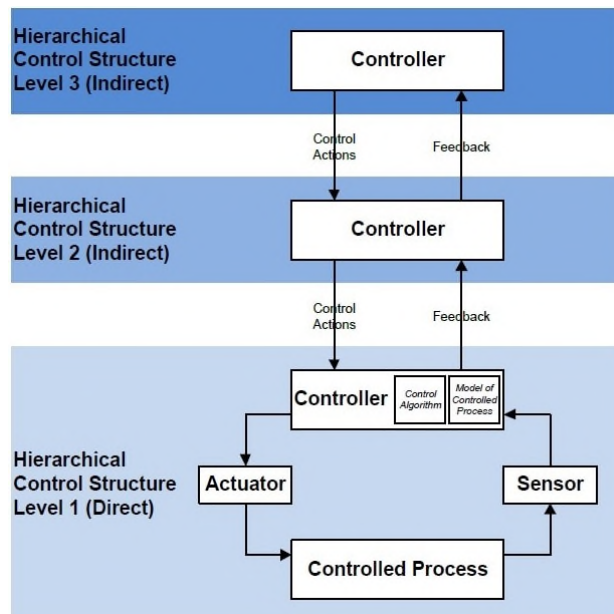 Hierarchical
Control Structure
Level 3 (Indirect)
Controller
Control
Actions
Feedback
Hierarchical
Control Structure
Level 2 (Indirect)
Controller
Control
Actions
Feedback
Controller
Control
Algorithm
Model of
Controlled
Process
Hierarchical
Control Structure
Level 1 (Direct)
Actuator
Sensor
Controlled Process